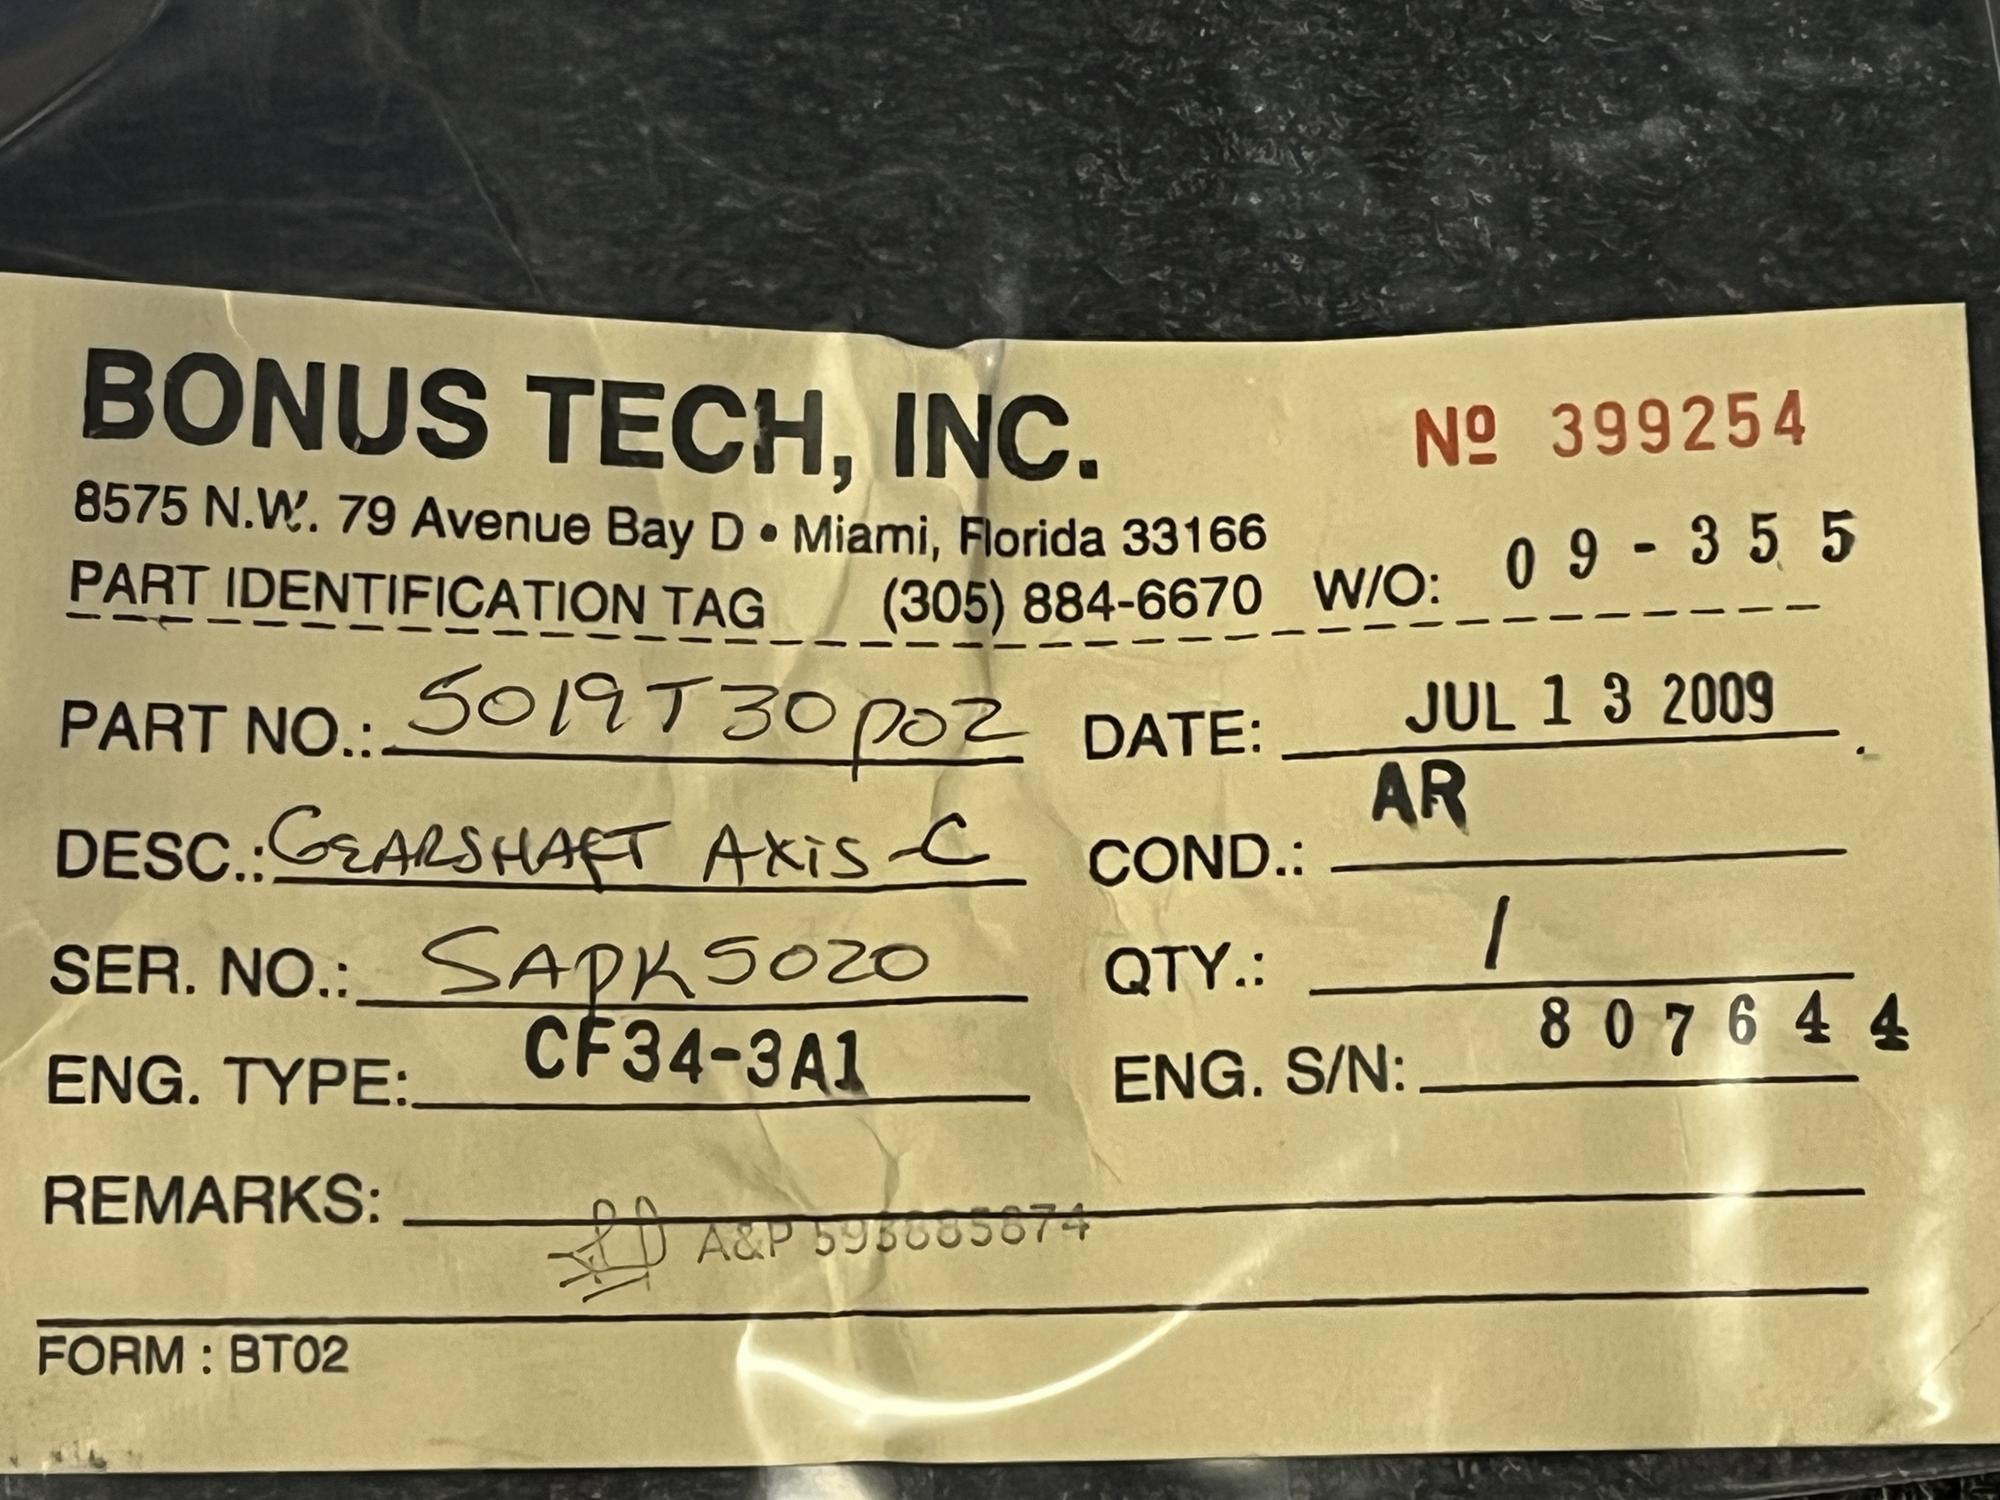 BONUS TECH, INC.
Nº 399254
8575 N.W. 79 Avenue Bay D • Miami, Florida 33166
PART IDENTIFICATION TAG (305) 884-6670 W/O: 09-355
PART NO.: 5019T30P02 DATE: JUL 13 2009
DESC.: GEARSHAFT AXIS-C COND.: AR
SER. NO.: SAPK5020 QTY.: 1
ENG. TYPE: CF34-3A1 ENG. S/N: 807644
REMARKS:
A&P
FORM : BT02